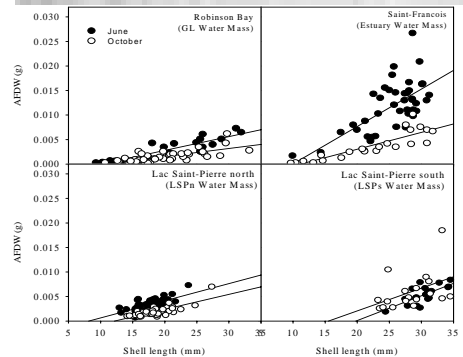 Robinson Bay
(GL Water Mass)
June
October
Saint-Francois
(Estuary Water Mass)
0.030
0.025
0.020
0.015
0.010
0.005
0.000
AFDW (g)
Lac Saint-Pierre north
(LSPn Water Mass)
Lac Saint-Pierre south
(LSPs Water Mass)
0.030
0.025
0.020
0.015
0.010
0.005
0.000
AFDW (g)
5 10 15 20 25 30 35 10 15 20 25 30 35
Shell length (mm) Shell length (mm)